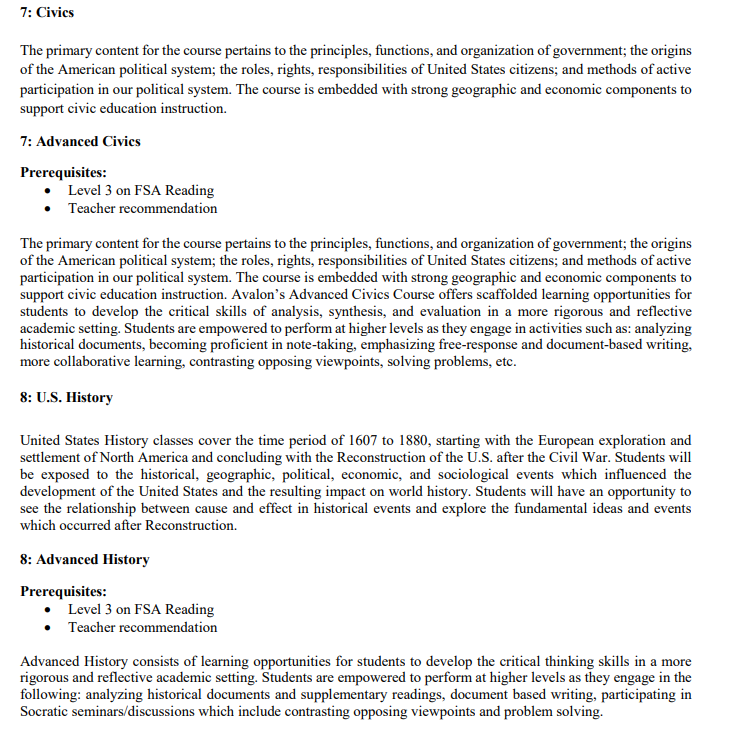 7: Civics
The primary content for the course pertains to the principles, functions, and organization of government; the origins
of the American political system; the roles, rights, responsibilities of United States citizens; and methods of active
participation in our political system. The course is embedded with strong geographic and economic components to
support civic education instruction.
7: Advanced Civics
Prerequisites:
• Level 3 on FSA Reading
• Teacher recommendation
The primary content for the course pertains to the principles, functions, and organization of government; the origins
of the American political system; the roles, rights, responsibilities of United States citizens; and methods of active
participation in our political system. The course is embedded with strong geographic and economic components to
support civic education instruction. Avalon’s Advanced Civics Course offers scaffolded learning opportunities for
students to develop the critical skills of analysis, synthesis, and evaluation in a more rigorous and reflective
academic setting. Students are empowered to perform at higher levels as they engage in activities such as: analyzing
historical documents, becoming proficient in note-taking, emphasizing free-response and document-based writing,
more collaborative learning, contrasting opposing viewpoints, solving problems, etc.
8: U.S. History
United States History classes cover the time period of 1607 to 1880, starting with the European exploration and
settlement of North America and concluding with the Reconstruction of the U.S. after the Civil War. Students will
be exposed to the historical, geographic, political, economic, and sociological events which influenced the
development of the United States and the resulting impact on world history. Students will have an opportunity to
see the relationship between cause and effect in historical events and explore the fundamental ideas and events
which occurred after Reconstruction.
8: Advanced History
Prerequisites:
• Level 3 on FSA Reading
• Teacher recommendation
Advanced History consists of learning opportunities for students to develop the critical thinking skills in a more
rigorous and reflective academic setting. Students are empowered to perform at higher levels as they engage in the
following: analyzing historical documents and supplementary readings, document based writing, participating in
Socratic seminars/discussions which include contrasting opposing viewpoints and problem solving.